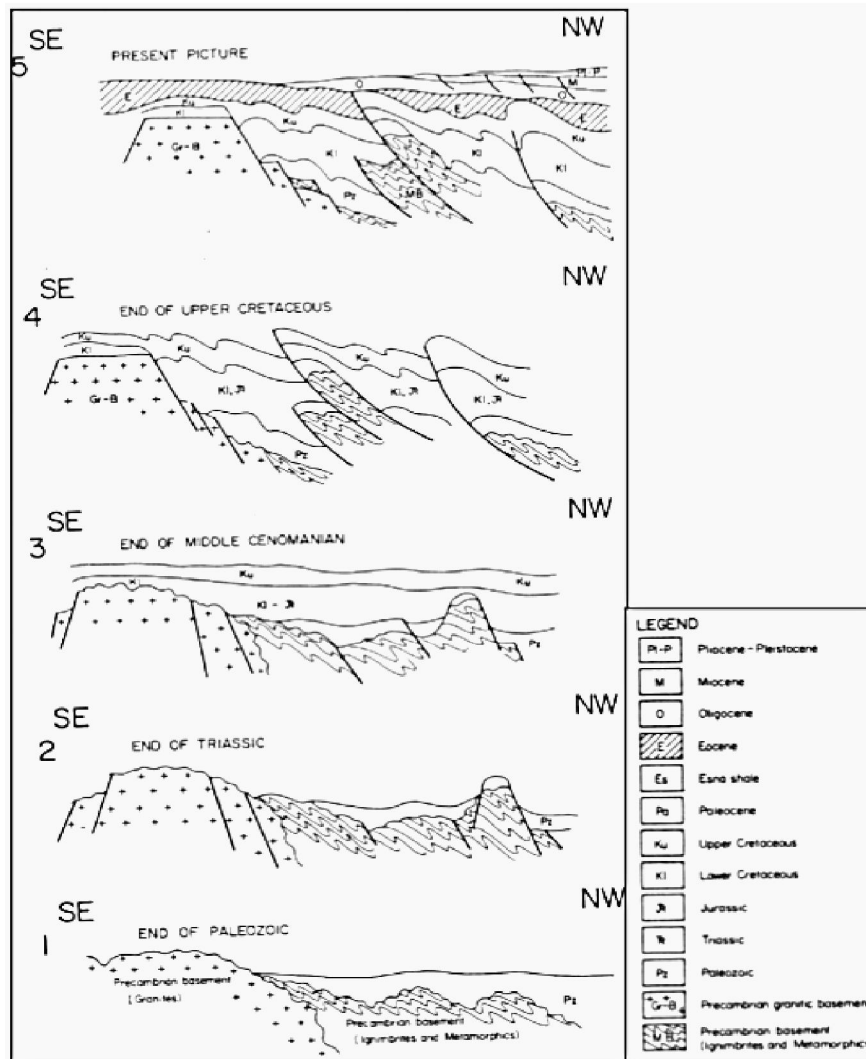 SE
NW
5
PRESENT PICTURE
Pl-P
M
O
O
E
E
E
Ku
Kl
Ku
Ku
Gr-B
Kl
Kl
Kl
MB
Pz
SE
NW
4
END OF UPPER CRETACEOUS
Ku
Kl
Ku
Ku
Ku
Gr-B
Kl,Jr
Kl,Jr
Kl,Jr
Pz
SE
NW
3
END OF MIDDLE CENOMANIAN
Ku
Ku
Kl
Kl-Jr
Pz
SE
NW
2
END OF TRIASSIC
Pz
SE
NW
1
END OF PALEOZOIC
Precambrian basement
(Granites)
Pz
Precambrian basement
(Ignimbrites and Metamorphics)
LEGEND
Pl-P Pliocene-Pleistocene
M Miocene
O Oligocene
E Eocene
Es Esna shale
Pa Paleocene
Ku Upper Cretaceous
Kl Lower Cretaceous
Jr Jurassic
Tr Triassic
Pz Paleozoic
Gr-B Precambrian granitic basement
MB Precambrian basement
(Ignimbrites and Metamorphics)